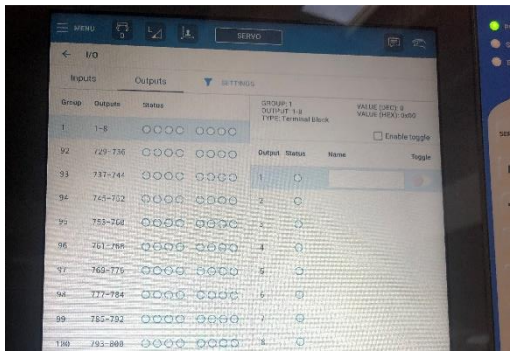 MENU
SERVO
← I/O
Inputs Outputs SETTINGS
Group Outputs Status
GROUP: 1
OUTPUT: 1-8
TYPE: Terminal Block
VALUE (DEC): 0
VALUE (HEX): 0x00
Enable toggle
Output Status Name Toggle
1 1-8
92 729-736
93 737-744
94 745-752
95 753-760
96 761-768
97 769-776
98 777-784
99 785-792
100 793-800
1
2
3
4
5
6
7
8